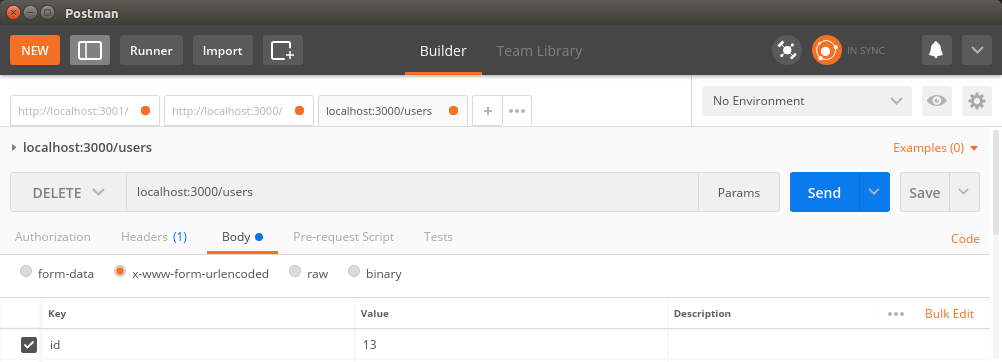 Postman
NEW Runner Import Builder Team Library IN SYNC
http://localhost:3001/ http://localhost:3000/ localhost:3000/users + ••• No Environment
localhost:3000/users Examples (0)
DELETE localhost:3000/users Params Send Save
Authorization Headers (1) Body Pre-request Script Tests Code
form-data x-www-form-urlencoded raw binary
Key Value Description ••• Bulk Edit
id 13